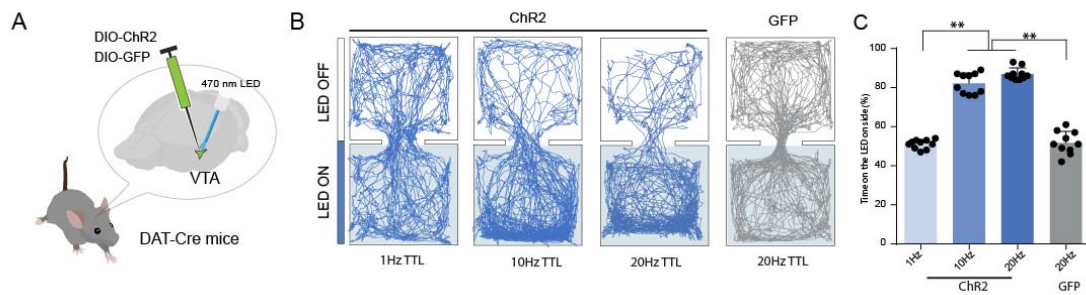 A
DIO-ChR2
DIO-GFP
470 nm LED
VTA
DAT-Cre mice
B
ChR2
GFP
LED OFF
LED ON
1Hz TTL
10Hz TTL
20Hz TTL
20Hz TTL
C
**
**
Time on the LED on side (%)
100
80
60
40
20
0
1Hz
10Hz
20Hz
20Hz
ChR2
GFP